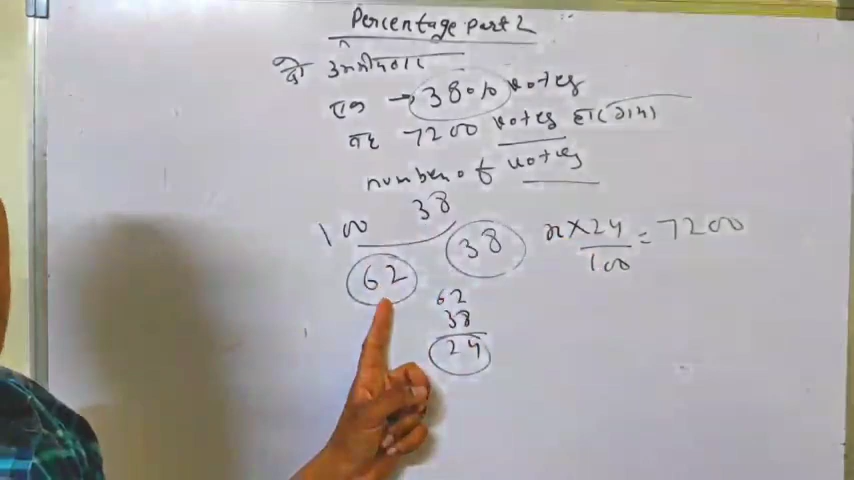 Percentage part 2
दो उम्मीदवार
एक → 38% votes
वह 7200 votes हार गया
number of votes
100 38
62 38
62
38
24
x×24/100 = 7200